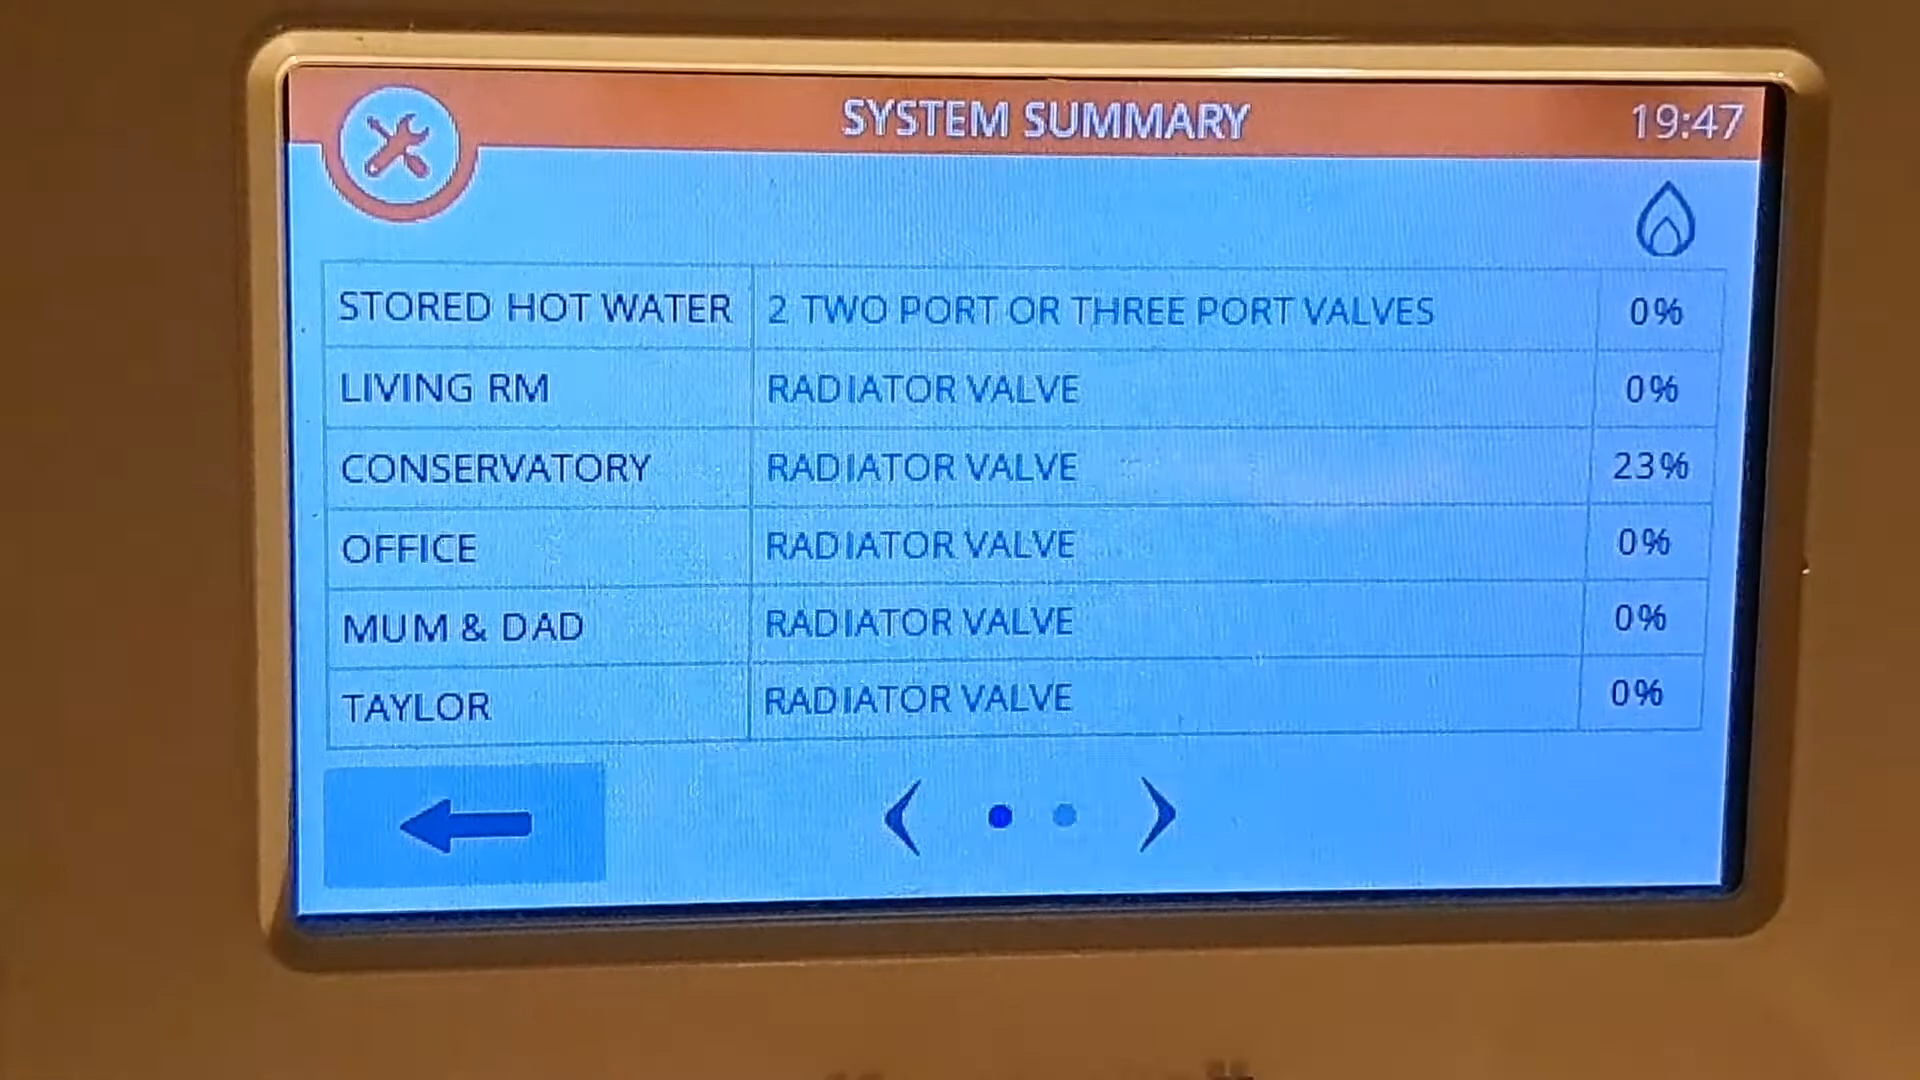 SYSTEM SUMMARY 19:47
STORED HOT WATER 2 TWO PORT OR THREE PORT VALVES 0%
LIVING RM RADIATOR VALVE 0%
CONSERVATORY RADIATOR VALVE 23%
OFFICE RADIATOR VALVE 0%
MUM & DAD RADIATOR VALVE 0%
TAYLOR RADIATOR VALVE 0%